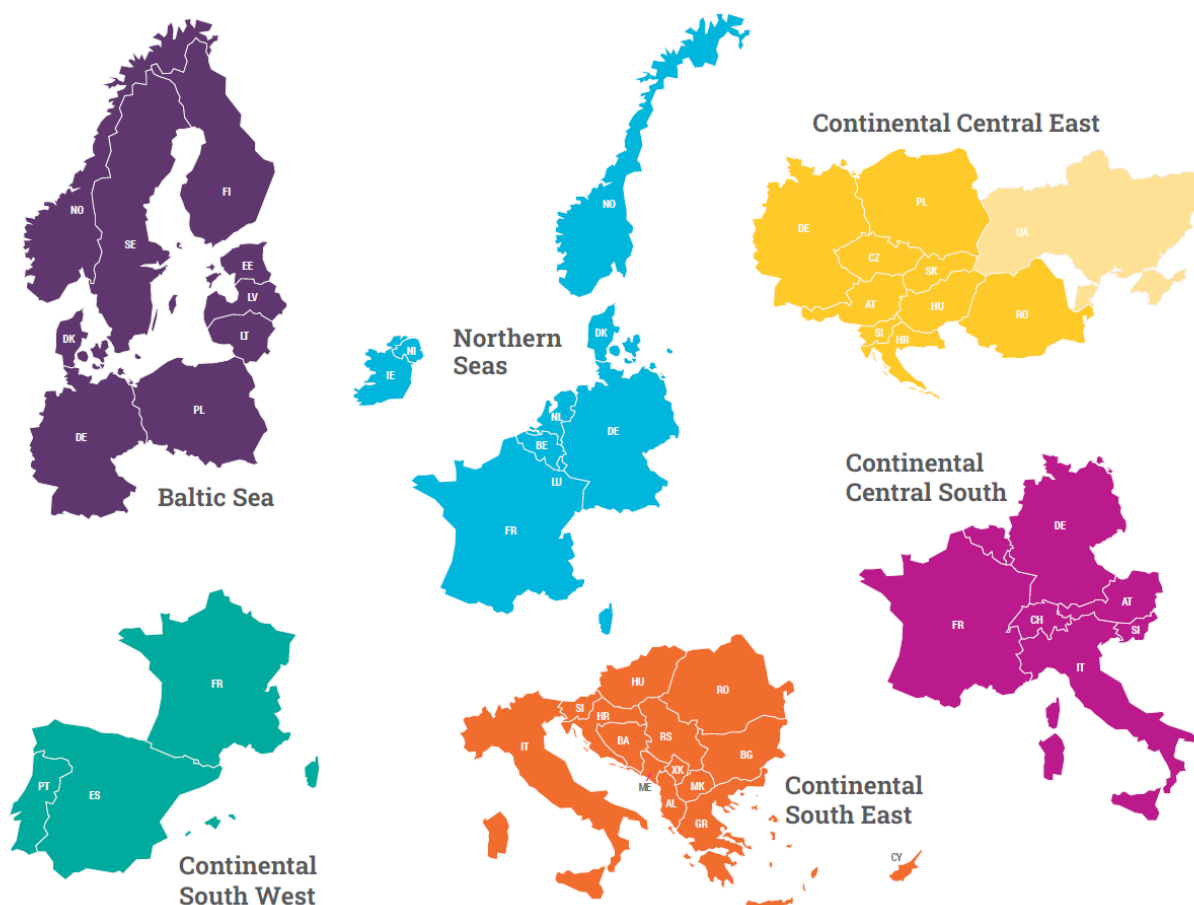 NO
SE
FI
EE
LV
LT
DK
PL
DE
Baltic Sea
NO
DK
Northern
Seas
NI
IE
NL
BE
DE
LU
FR
Continental Central East
DE
PL
UA
CZ
SK
AT
HU
RO
SI
HR
Continental
Central South
DE
AT
CH
FR
SI
IT
FR
PT
ES
Continental
South West
HU
RO
SI
HR
IT
BA
RS
BG
XK
ME
MK
AL
GR
CY
Continental
South East